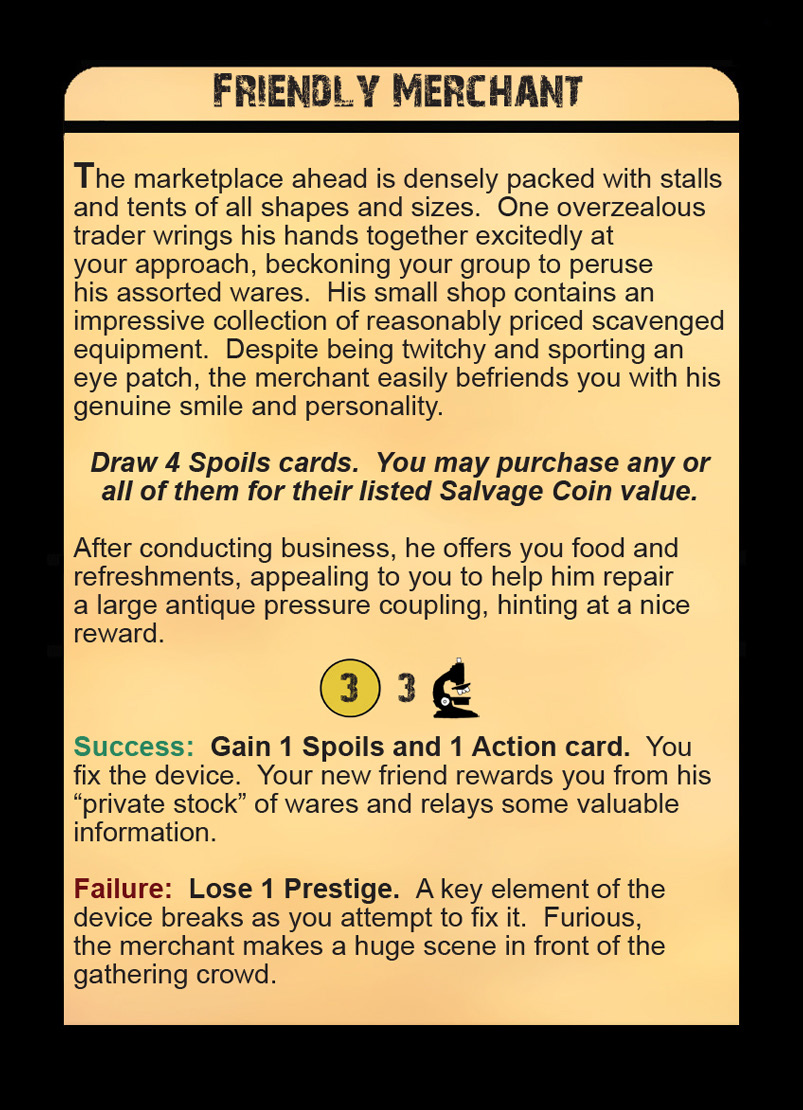 FRIENDLY MERCHANT
The marketplace ahead is densely packed with stalls
and tents of all shapes and sizes.  One overzealous
trader wrings his hands together excitedly at
your approach, beckoning your group to peruse
his assorted wares.  His small shop contains an
impressive collection of reasonably priced scavenged
equipment.  Despite being twitchy and sporting an
eye patch, the merchant easily befriends you with his
genuine smile and personality.
Draw 4 Spoils cards.  You may purchase any or
all of them for their listed Salvage Coin value.
After conducting business, he offers you food and
refreshments, appealing to you to help him repair
a large antique pressure coupling, hinting at a nice
reward.
3 3
Success:  Gain 1 Spoils and 1 Action card.  You
fix the device.  Your new friend rewards you from his
“private stock” of wares and relays some valuable
information.
Failure:  Lose 1 Prestige.  A key element of the
device breaks as you attempt to fix it.  Furious,
the merchant makes a huge scene in front of the
gathering crowd.